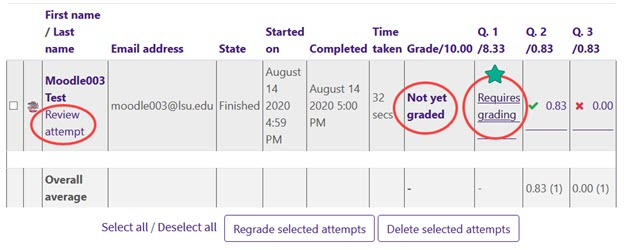 First name / Last name Email address State Started on Completed Time taken Grade/10.00 Q. 1 /8.33 Q. 2 /0.83 Q. 3 /0.83
Moodle003 Test
Review attempt
moodle003@lsu.edu
Finished
August 14 2020 4:59 PM
August 14 2020 5:00 PM
32 secs
Not yet graded
Requires grading
0.83
0.00
Overall average - - 0.83 (1) 0.00 (1)
Select all / Deselect all Regrade selected attempts Delete selected attempts